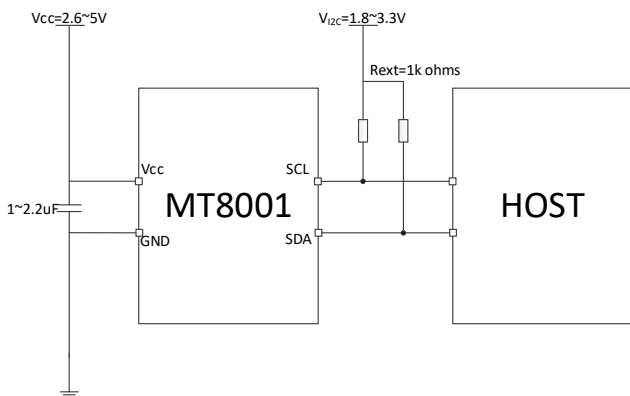 Vcc=2.6~5V
VI2C=1.8~3.3V
Rext=1k ohms
Vcc
SCL
MT8001
HOST
1~2.2uF
GND
SDA